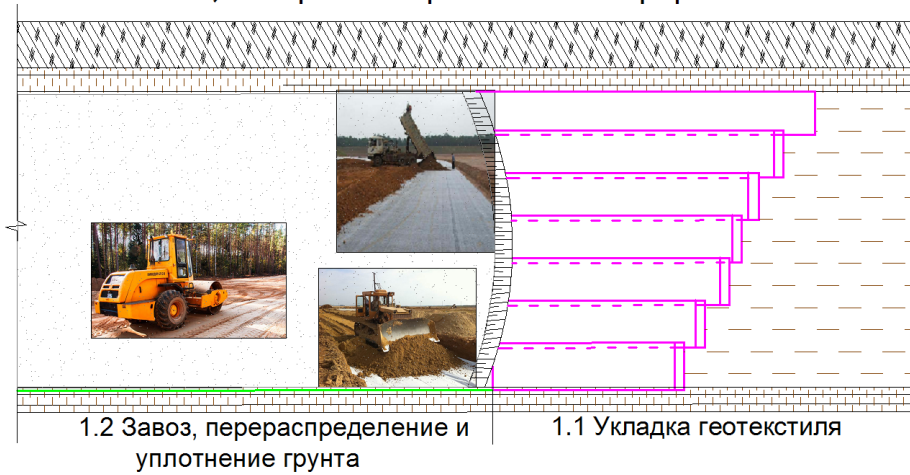 1.2 Завоз, перераспределение и
уплотнение грунта
1.1 Укладка геотекстиля